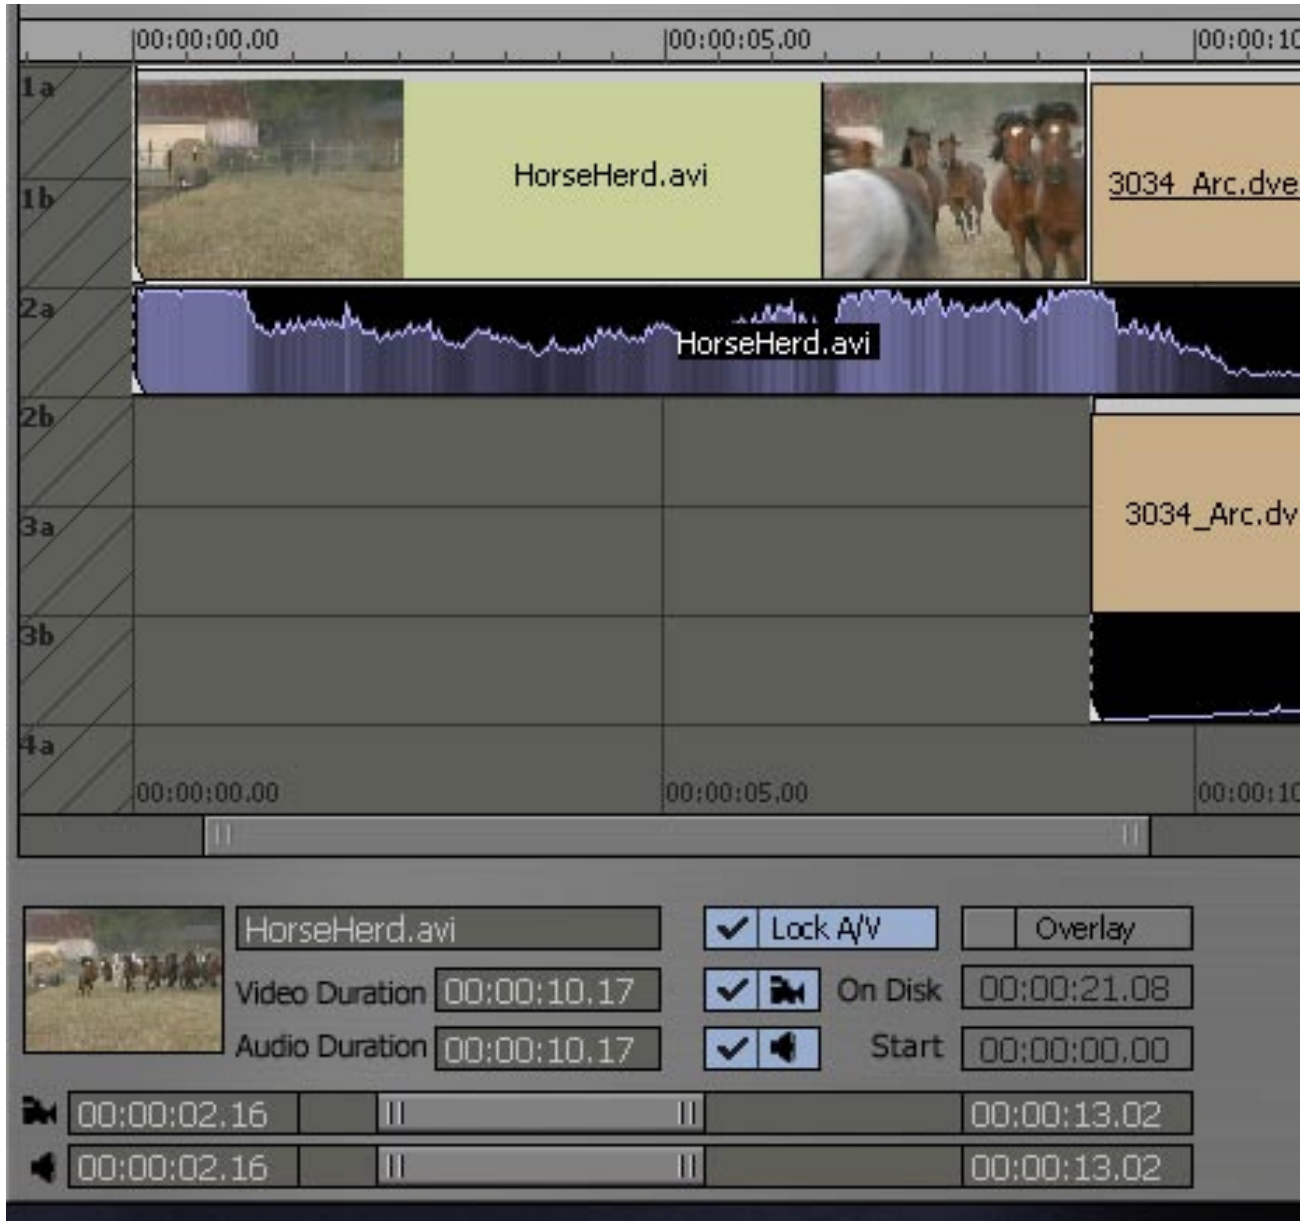 00:00:00.00 00:00:05.00 00:00:10
1a
HorseHerd.avi
1b
3034_Arc.dve
2a
HorseHerd.avi
2b
3a
3034_Arc.dv
3b
4a
00:00:00.00 00:00:05.00 00:00:10
HorseHerd.avi
Lock A/V
Overlay
Video Duration 00:00:10.17
On Disk 00:00:21.08
Audio Duration 00:00:10.17
Start 00:00:00.00
00:00:02.16 00:00:13.02
00:00:02.16 00:00:13.02